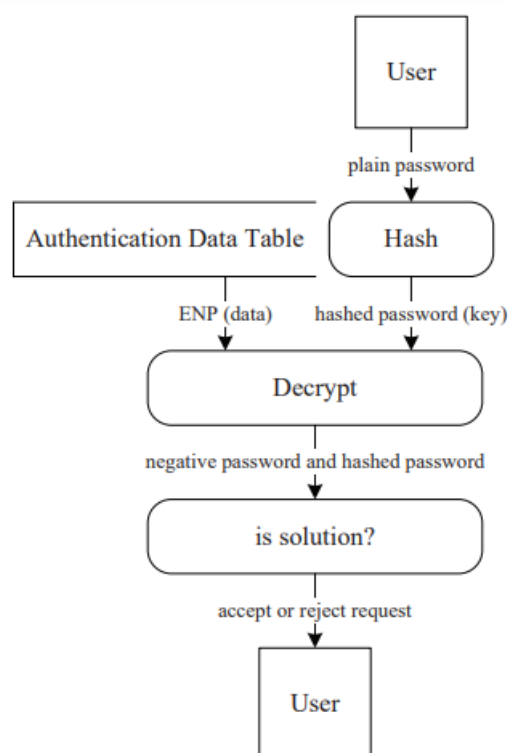 User
plain password
Authentication Data Table
Hash
ENP (data)
hashed password (key)
Decrypt
negative password and hashed password
is solution?
accept or reject request
User